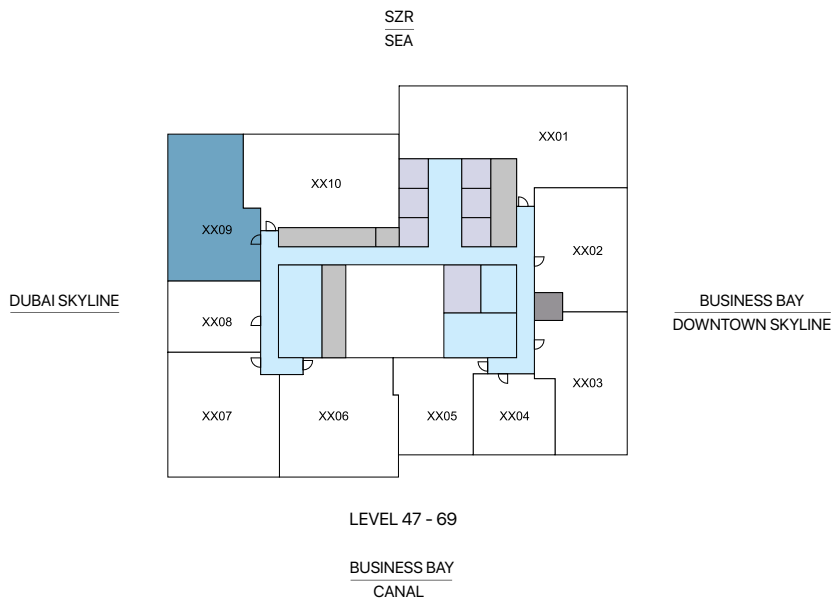 SZR
SEA
XX01
XX10
XX09
XX02
DUBAI SKYLINE
BUSINESS BAY
DOWNTOWN SKYLINE
XX08
XX03
XX07
XX06
XX05
XX04
LEVEL 47 - 69
BUSINESS BAY
CANAL